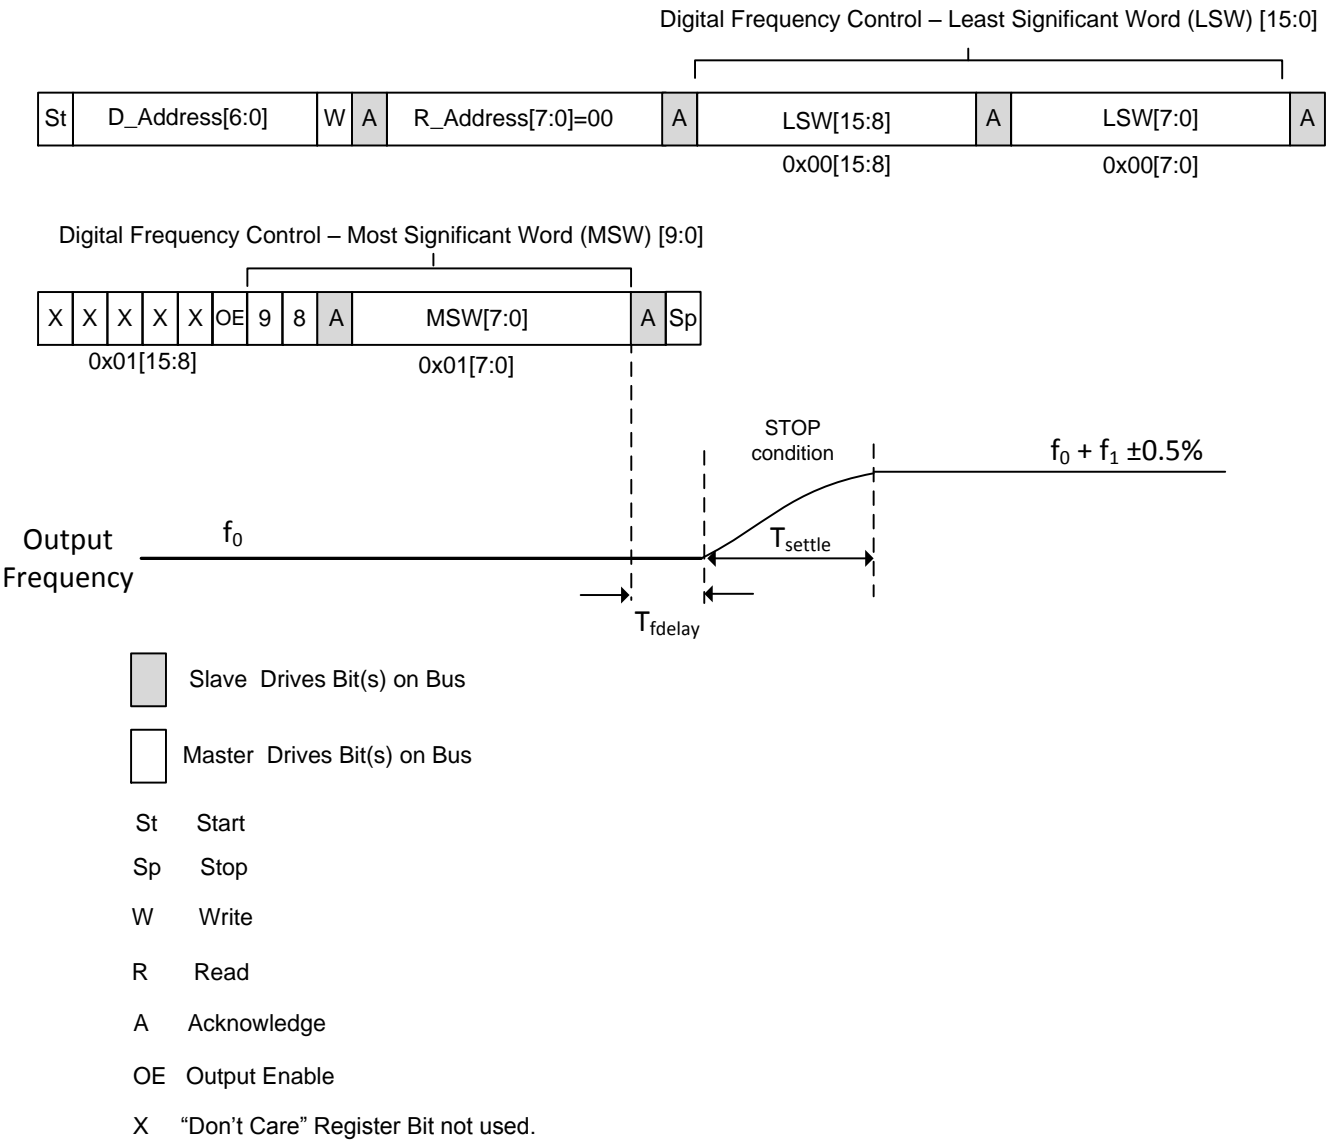 Digital Frequency Control – Least Significant Word (LSW) [15:0]
St D_Address[6:0] W A R_Address[7:0]=00 A LSW[15:8] A LSW[7:0] A
0x00[15:8] 0x00[7:0]
Digital Frequency Control – Most Significant Word (MSW) [9:0]
X X X X X OE 9 8 A MSW[7:0] A Sp
0x01[15:8] 0x01[7:0]
STOP
condition
f₀ + f₁ ±0.5%
f₀
Output
Frequency
T_settle
T_fdelay
Slave Drives Bit(s) on Bus
Master Drives Bit(s) on Bus
St Start
Sp Stop
W Write
R Read
A Acknowledge
OE Output Enable
X “Don’t Care” Register Bit not used.